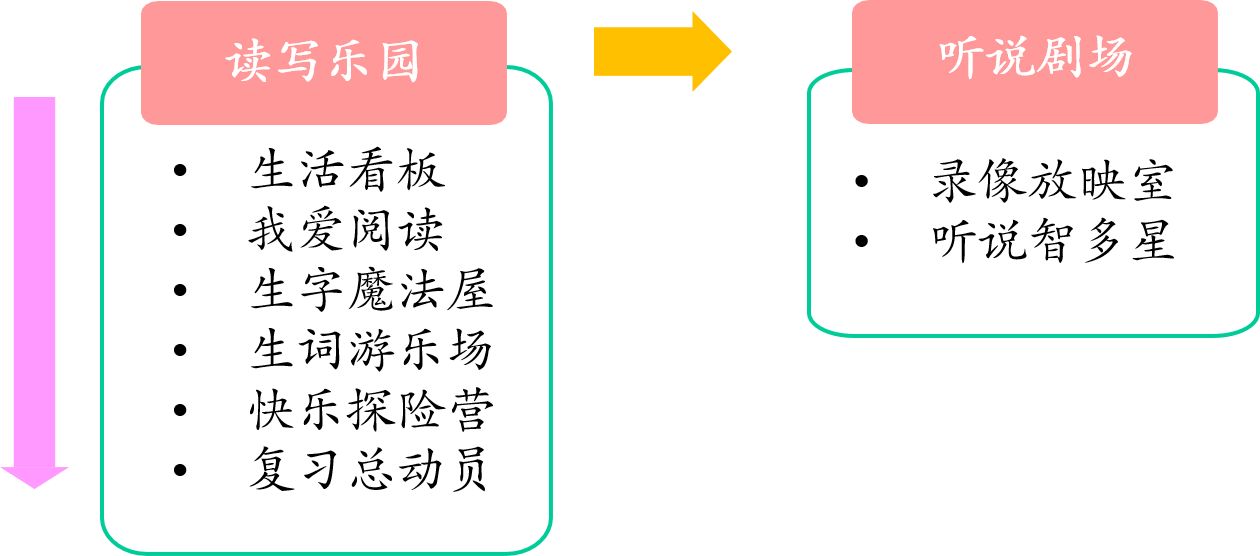 读写乐园
• 生活看板
• 我爱阅读
• 生字魔法屋
• 生词游乐场
• 快乐探险营
• 复习总动员
听说剧场
• 录像放映室
• 听说智多星